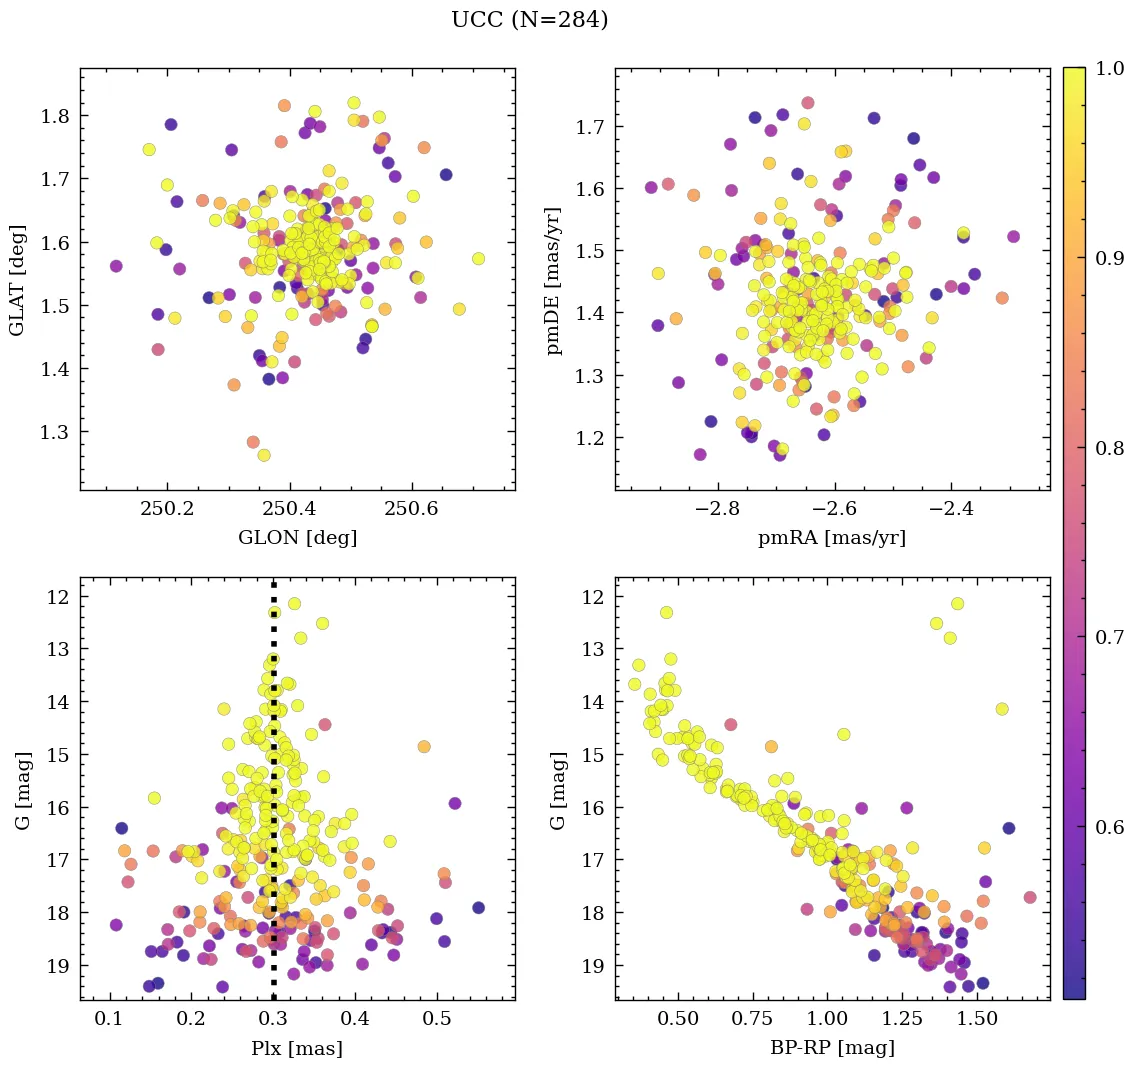 UCC (N=284)
1.8
1.7
1.6
1.5
1.4
1.3
GLAT [deg]
250.2 250.4 250.6
GLON [deg]
1.7
1.6
1.5
1.4
1.3
1.2
pmDE [mas/yr]
−2.8 −2.6 −2.4
pmRA [mas/yr]
12
13
14
15
16
17
18
19
G [mag]
0.1 0.2 0.3 0.4 0.5
Plx [mas]
12
13
14
15
16
17
18
19
G [mag]
0.50 0.75 1.00 1.25 1.50
BP-RP [mag]
1.0
0.9
0.8
0.7
0.6